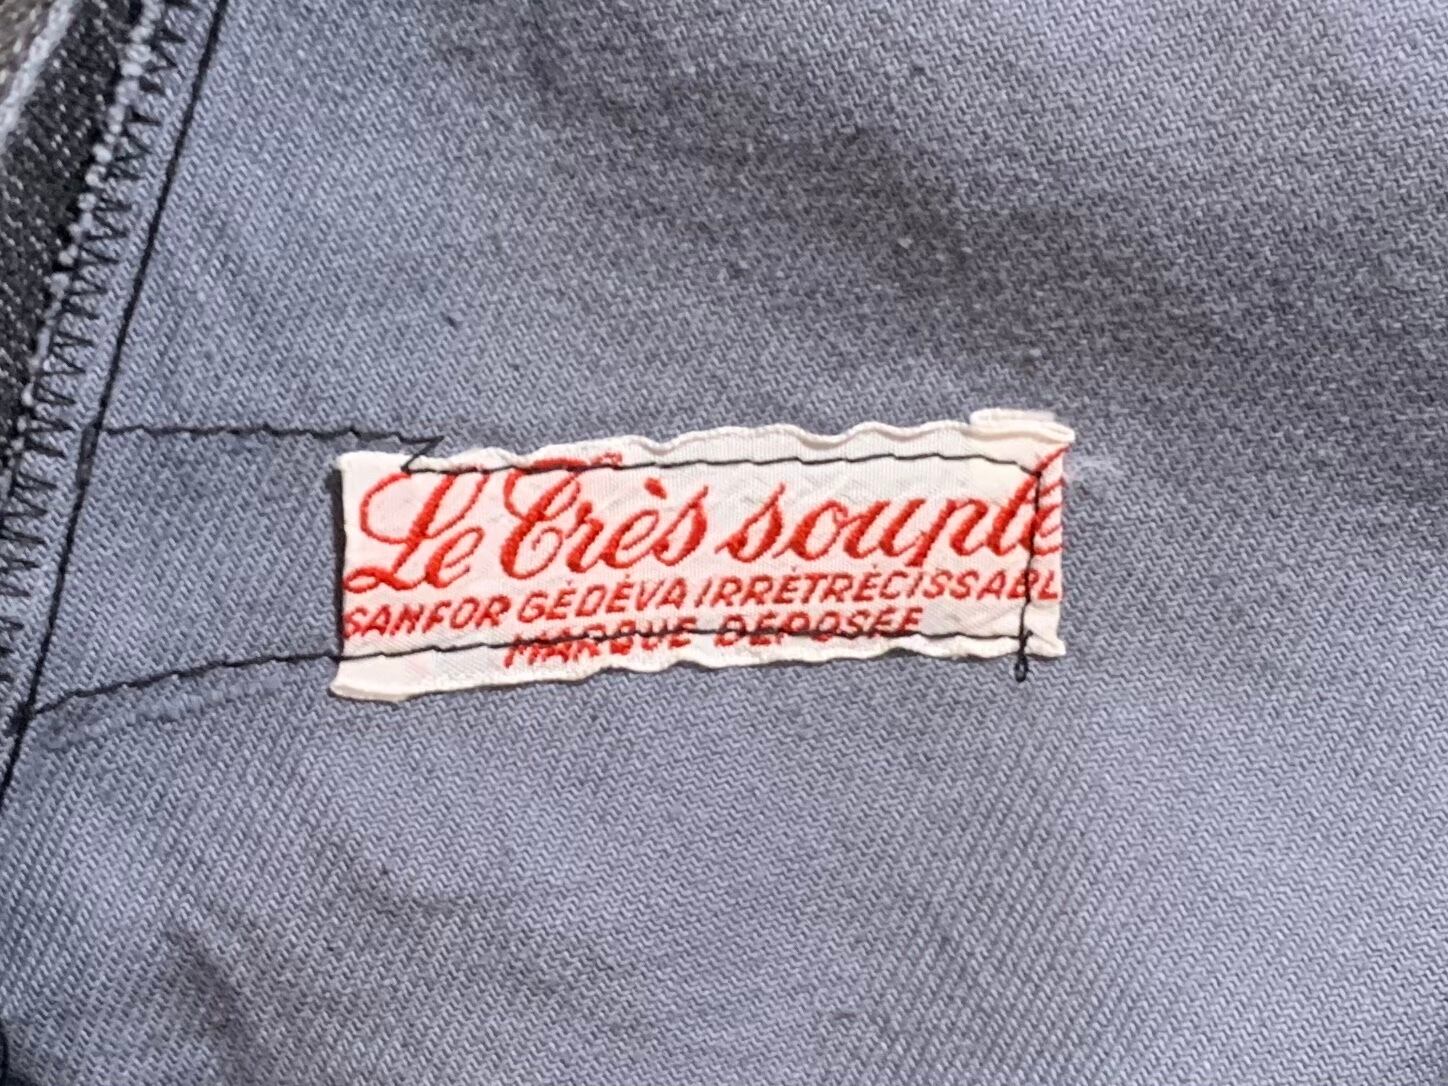 Le Très souple
SANFOR GÉDÉVA IRRÉTRÉCISSABL
MARQUE DÉPOSÉE